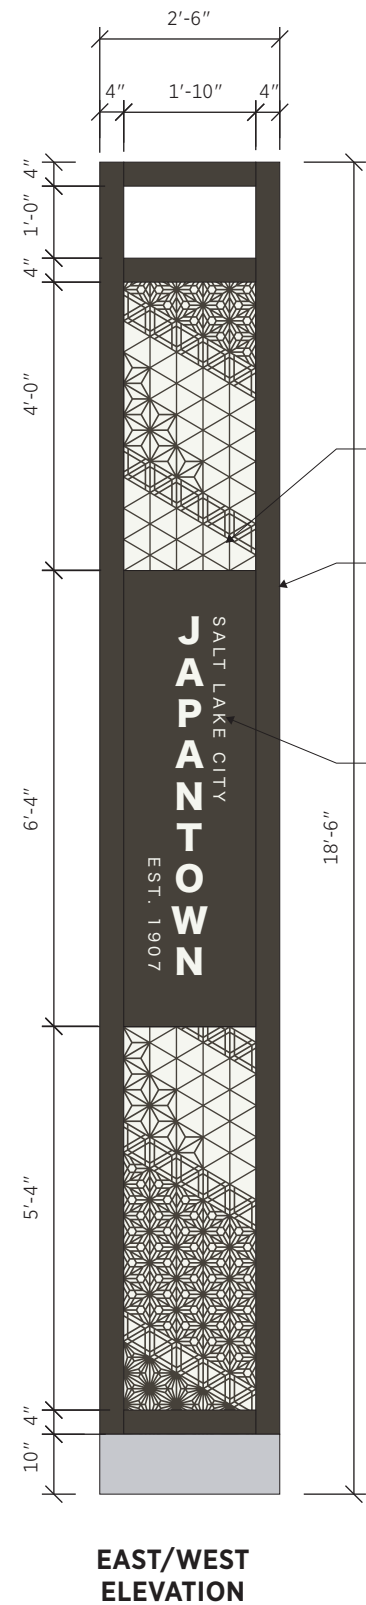 2'-6"
4" 1'-10" 4"
4"
1'-0"
4"
4'-0"
6'-4"
18'-6"
SALT LAKE CITY
JAPANTOWN
EST. 1907
5'-4"
4"
10"
EAST/WEST
ELEVATION